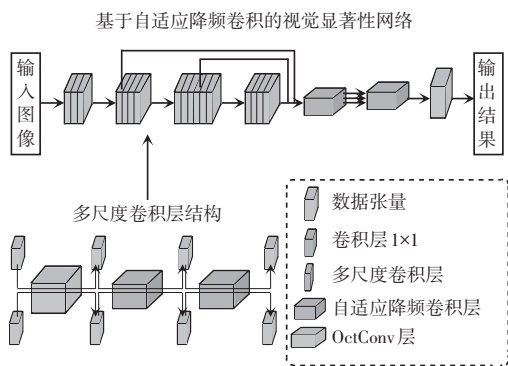 基于自适应降频卷积的视觉显著性网络
输入图像
输出结果
多尺度卷积层结构
数据张量
卷积层 1×1
多尺度卷积层
自适应降频卷积层
OctConv 层